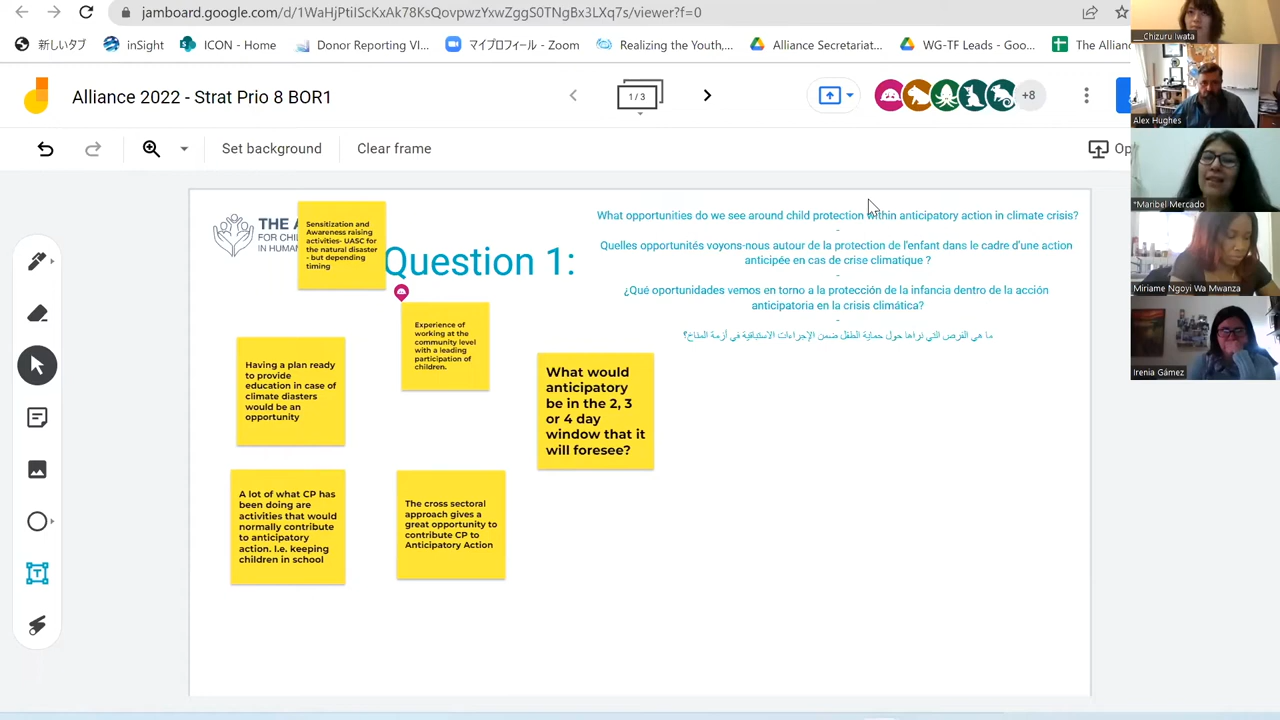 jamboard.google.com/d/1WaHjPtilScKxAk78KsQovpwzYxwZggS0TNgBx3LXq7s/viewer?f=0
新しいタブ
inSight
ICON - Home
Donor Reporting VI...
マイプロフィール - Zoom
Realizing the Youth,...
Alliance Secretariat...
WG-TF Leads - Goo...
The Allian
Alliance 2022 - Strat Prio 8 BOR1
1 / 3
+8
Set background
Clear frame
Op
THE A
FOR CHIL
IN HUMAN
Sensitization and
Awareness raising
activities- UASC for
the natural disaster
- but depending
timing
Question 1:
What opportunities do we see around child protection within anticipatory action in climate crisis?
-
Quelles opportunités voyons-nous autour de la protection de l'enfant dans le cadre d'une action
anticipée en cas de crise climatique ?
-
¿Qué oportunidades vemos en torno a la protección de la infancia dentro de la acción
anticipatoria en la crisis climática?
-
ما هي الفرص التي نراها حول حماية الطفل ضمن الإجراءات الاستباقية في أزمة المناخ؟
Experience of
working at the
community level
with a leading
participation of
children.
Having a plan ready
to provide
education in case of
climate diasters
would be an
opportunity
What would
anticipatory
be in the 2, 3
or 4 day
window that it
will foresee?
A lot of what CP has
been doing are
activities that would
normally contribute
to anticipatory
action. I.e. keeping
children in school
The cross sectoral
approach gives a
great opportunity to
contribute CP to
Anticipatory Action
__Chizuru Iwata
Alex Hughes
*Maribel Mercado
Miriame Ngoyi Wa Mwanza
Irenia Gámez